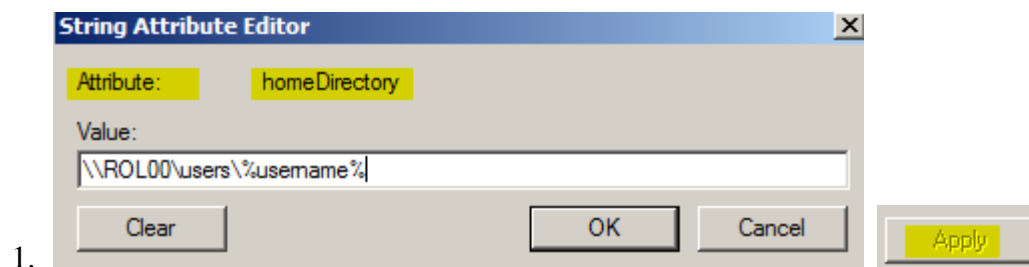 String Attribute Editor
Attribute: homeDirectory
Value:
\\ROL00\users\%username%
Clear OK Cancel
1. Apply